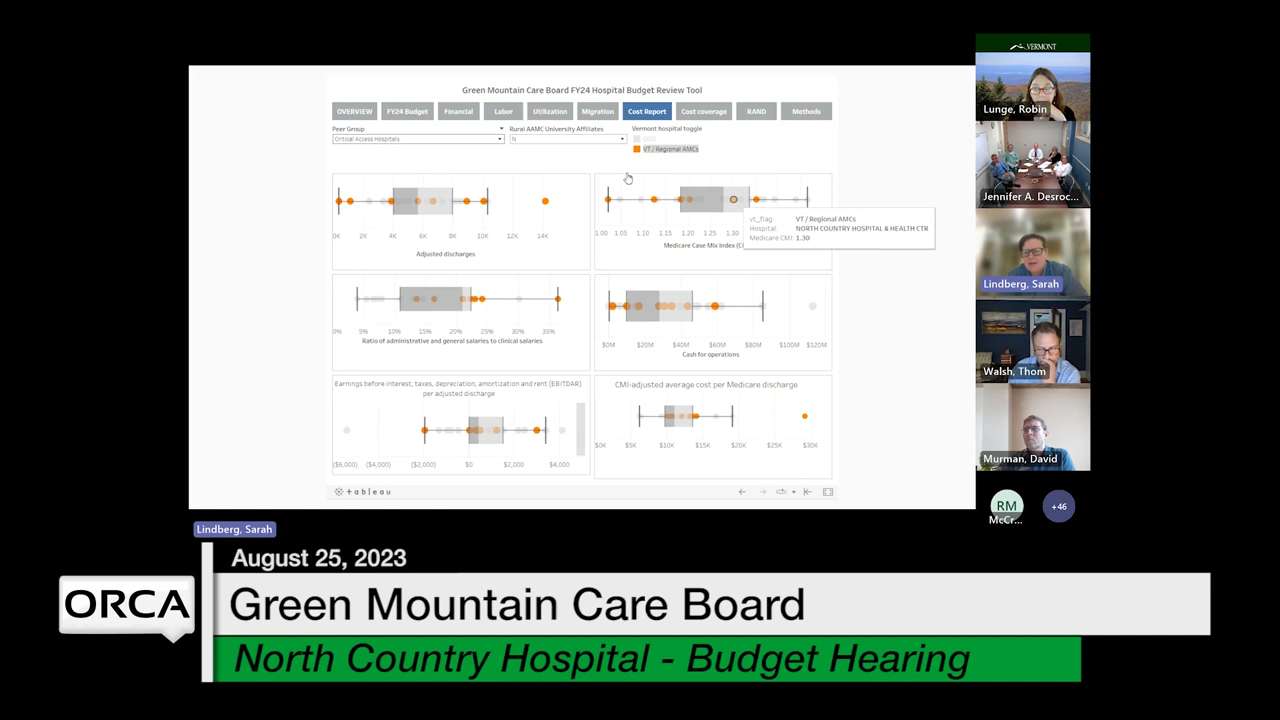 Green Mountain Care Board FY24 Hospital Budget Review Tool
OVERVIEW FY24 Budget Financial Labor Utilization Migration Cost Report Cost coverage RAND Methods
Peer Group
Critical Access Hospitals
Rural AAMC University Affiliates
N
Vermont hospital toggle
OOS
VT / Regional AMCs
0K 2K 4K 6K 8K 10K 12K 14K
Adjusted discharges
1.00 1.05 1.10 1.15 1.20 1.25 1.30
Medicare Case Mix Index (C
vt_flag: VT / Regional AMCs
Hospital: NORTH COUNTRY HOSPITAL & HEALTH CTR
Medicare CMI: 1.30
0% 5% 10% 15% 20% 25% 30% 35%
Ratio of administrative and general salaries to clinical salaries
$0M $20M $40M $60M $80M $100M $120M
Cash for operations
Earnings before interest, taxes, depreciation, amortization and rent (EBITDAR)
per adjusted discharge
($6,000) ($4,000) ($2,000) $0 $2,000 $4,000
CMI-adjusted average cost per Medicare discharge
$0K $5K $10K $15K $20K $25K $30K
+ a b l e a u
VERMONT
Lunge, Robin
Jennifer A. Desroc...
Lindberg, Sarah
Walsh, Thom
Murman, David
RM
McCr...
+46
Lindberg, Sarah
August 25, 2023
ORCA
Green Mountain Care Board
North Country Hospital - Budget Hearing